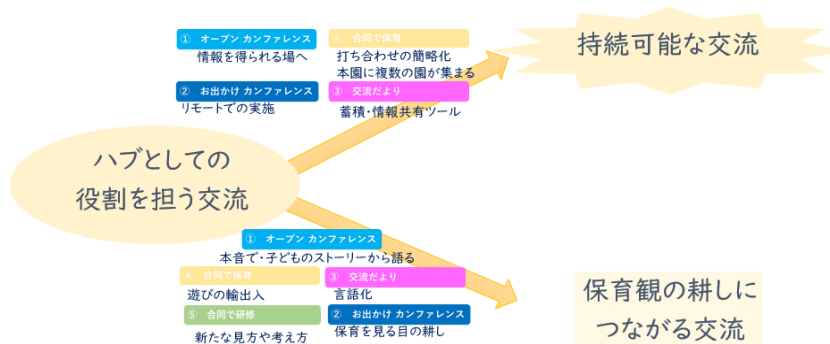 ① オープン カンファレンス
情報を得られる場へ
④ 合同で保育
打ち合わせの簡略化
本園に複数の園が集まる
② お出かけ カンファレンス
リモートでの実施
③ 交流だより
蓄積・情報共有ツール
持続可能な交流
ハブとしての
役割を担う交流
① オープン カンファレンス
本音で・子どものストーリーから語る
④ 合同で保育
遊びの輸出入
③ 交流だより
言語化
⑤ 合同で研修
新たな見方や考え方
② お出かけ カンファレンス
保育を見る目の耕し
保育観の耕しに
つながる交流